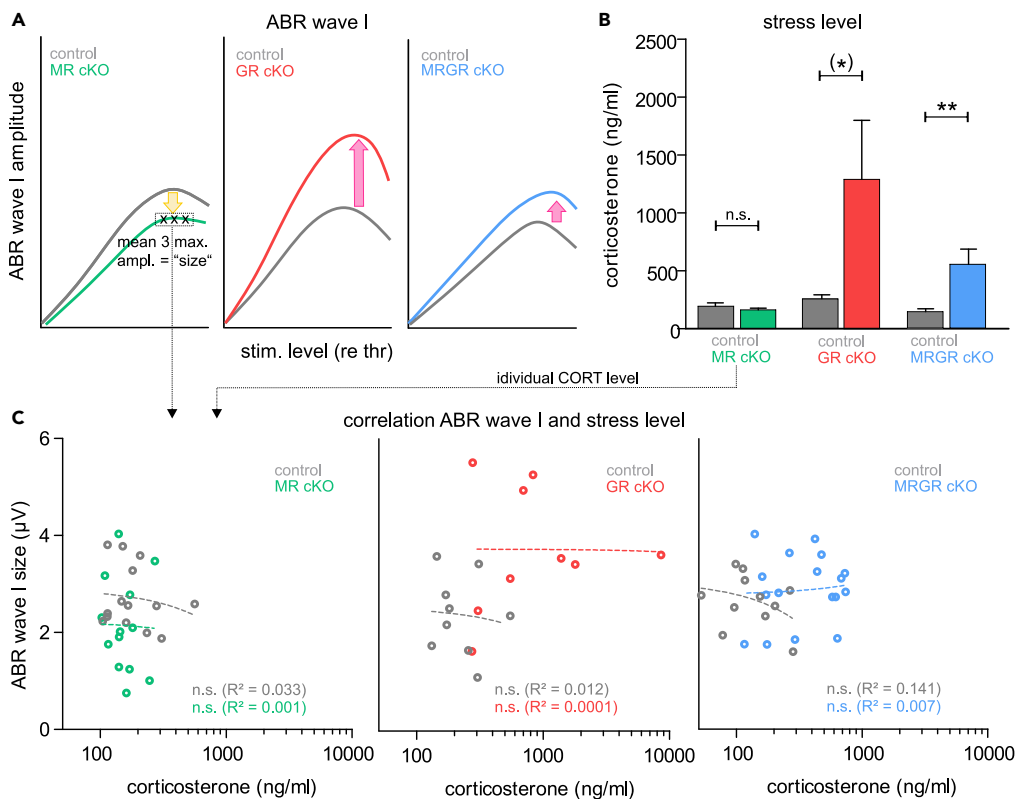 A
ABR wave I
control
MR cKO
control
GR cKO
control
MRGR cKO
ABR wave I amplitude
x x x
mean 3 max.
ampl. = “size“
stim. level (re thr)
B
stress level
corticosterone (ng/ml)
2500
2000
1500
1000
500
0
n.s.
(*)
**
control
MR cKO
control
GR cKO
control
MRGR cKO
idividual CORT level
C
correlation ABR wave I and stress level
ABR wave I size (µV)
6
4
2
0
control
MR cKO
n.s. (R² = 0.033)
n.s. (R² = 0.001)
100
1000
10000
corticosterone (ng/ml)
control
GR cKO
n.s. (R² = 0.012)
n.s. (R² = 0.0001)
100
1000
10000
corticosterone (ng/ml)
control
MRGR cKO
n.s. (R² = 0.141)
n.s. (R² = 0.007)
100
1000
10000
corticosterone (ng/ml)